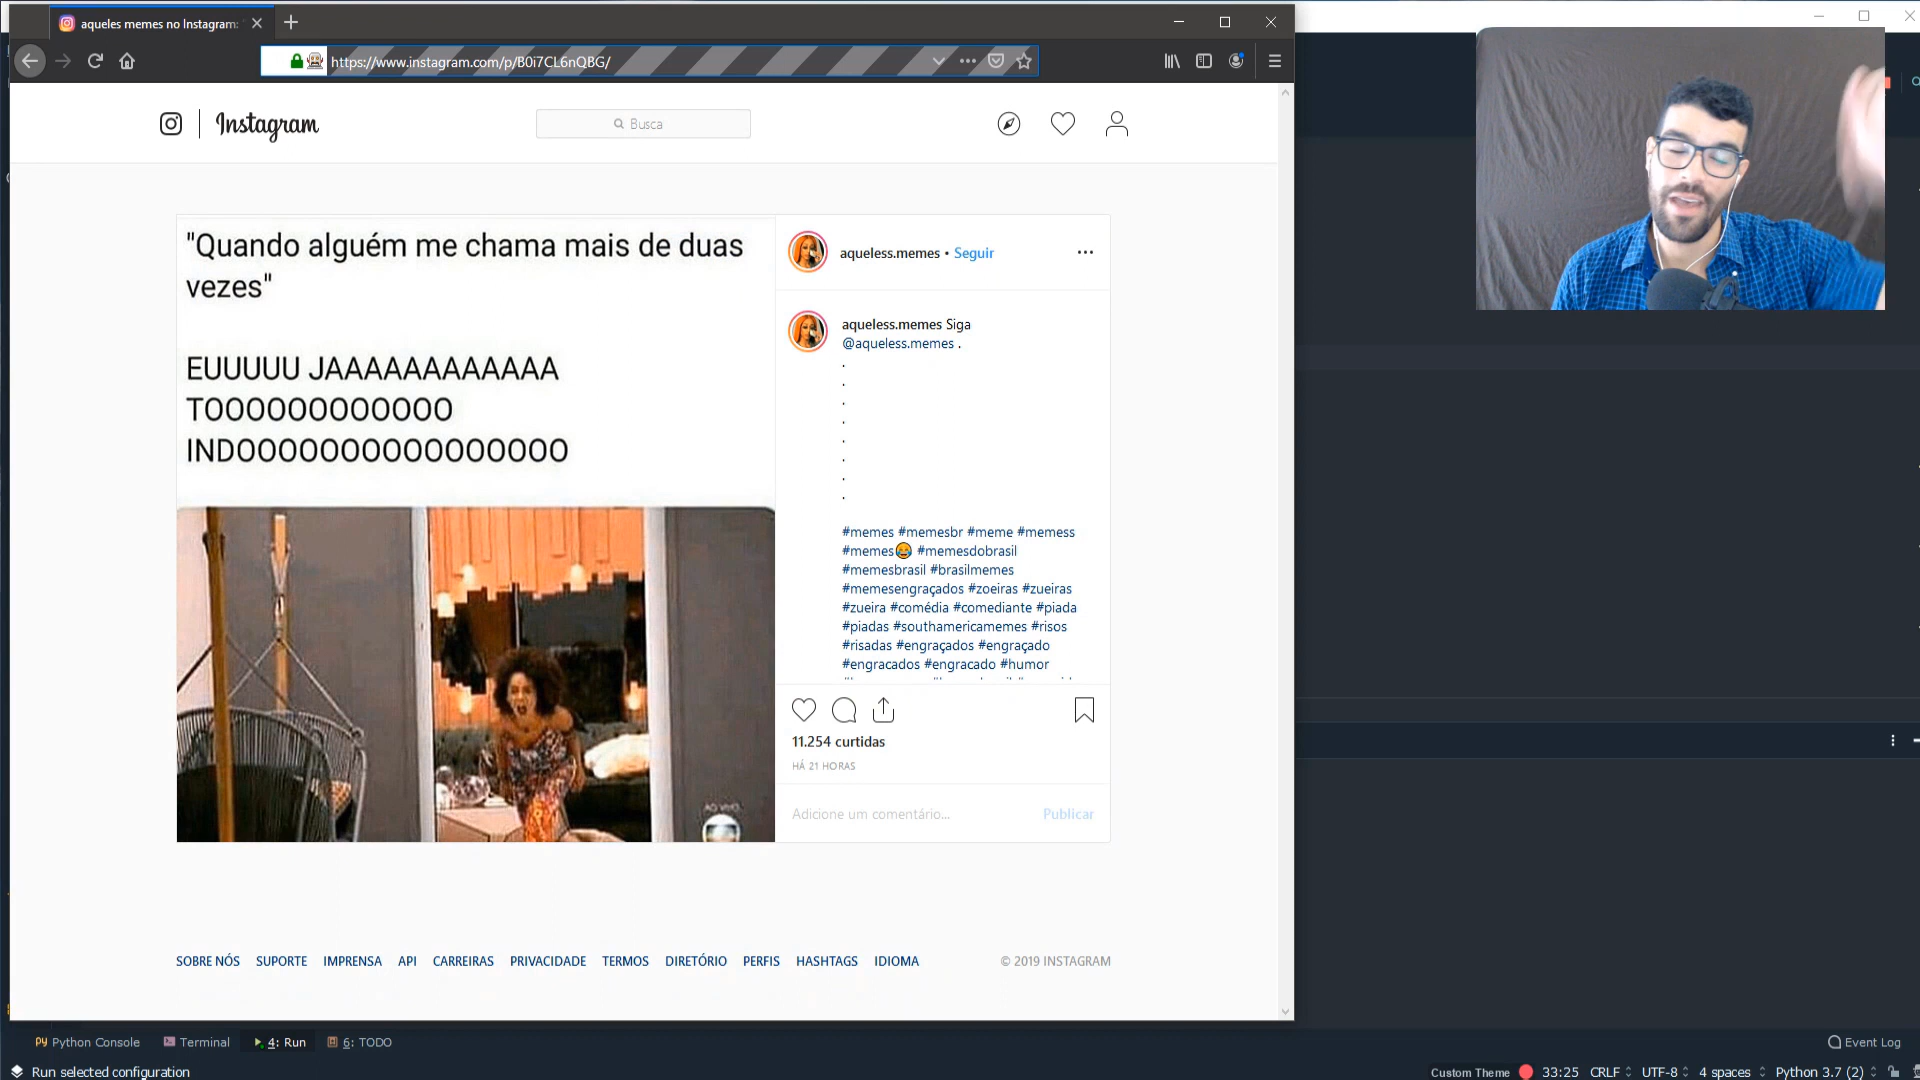 aqueles memes no Instagram:
https://www.instagram.com/p/B0i7CL6nQBG/
Instagram
Busca
"Quando alguém me chama mais de duas
vezes"
EUUUUU JAAAAAAAAAAAA
TOOOOOOOOOOOO
INDOOOOOOOOOOOOOOOO
AO VIVO
aqueless.memes • Seguir
aqueless.memes Siga
@aqueless.memes .
.
.
.
.
.
.
.
.
#memes #memesbr #meme #memess
#memes😂 #memesdobrasil
#memesbrasil #brasilmemes
#memesengraçados #zoeiras #zueiras
#zueira #comédia #comediante #piada
#piadas #southamericamemes #risos
#risadas #engraçados #engraçado
#engracados #engracado #humor
11.254 curtidas
HÁ 21 HORAS
Adicione um comentário... Publicar
SOBRE NÓS SUPORTE IMPRENSA API CARREIRAS PRIVACIDADE TERMOS DIRETÓRIO PERFIS HASHTAGS IDIOMA © 2019 INSTAGRAM
Python Console Terminal 4: Run 6: TODO Event Log
Run selected configuration Custom Theme 33:25 CRLF UTF-8 4 spaces Python 3.7 (2)